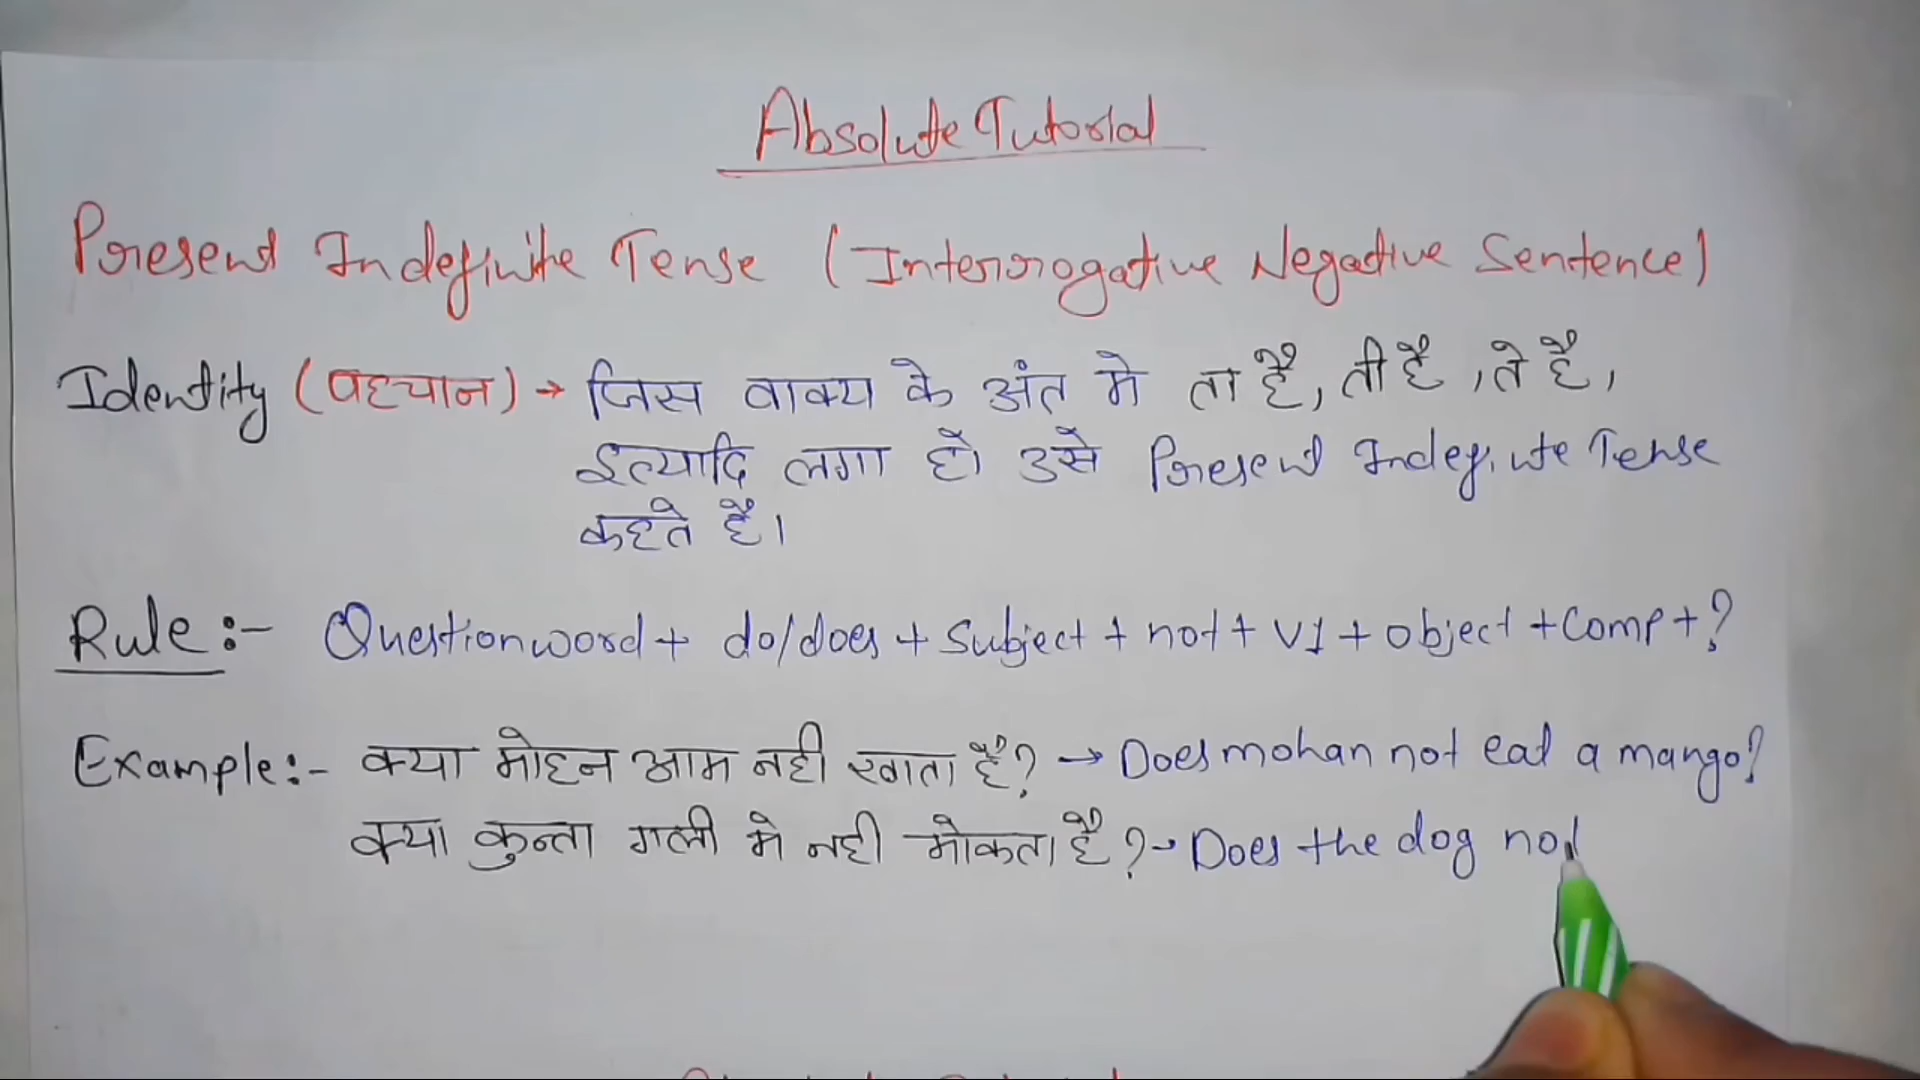 Absolute Tutorial
Present Indefinite Tense (Interrogative Negative Sentence)
Identity (पहचान) → जिस वाक्य के अंत मे ता है, ती है, ते है,
इत्यादि लगा हो उसे Present Indefinite Tense
कहते है।
Rule:- Question word + do/does + Subject + not + V1 + object + Comp + ?
Example:- क्या मोहन आम नही खाता है? → Does mohan not eat a mango?
क्या कुत्ता गली मे नही भोकता है? → Does the dog not